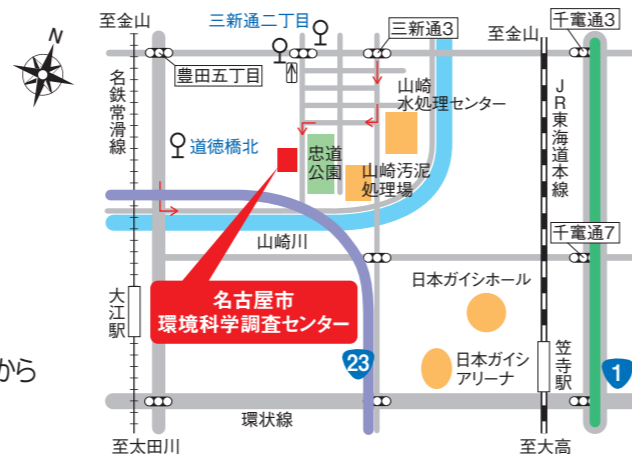 至金山
三新通二丁目
三新通3
至金山
千竃通3
N
豊田五丁目
名鉄常滑線
山崎
水処理センター
JR東海道本線
道徳橋北
忠道
公園
山崎汚泥
処理場
山崎川
千竃通7
大江駅
名古屋市
環境科学調査センター
日本ガイシホール
から
23
日本ガイシ
アリーナ
笠寺駅
1
環状線
至太田川
至大高